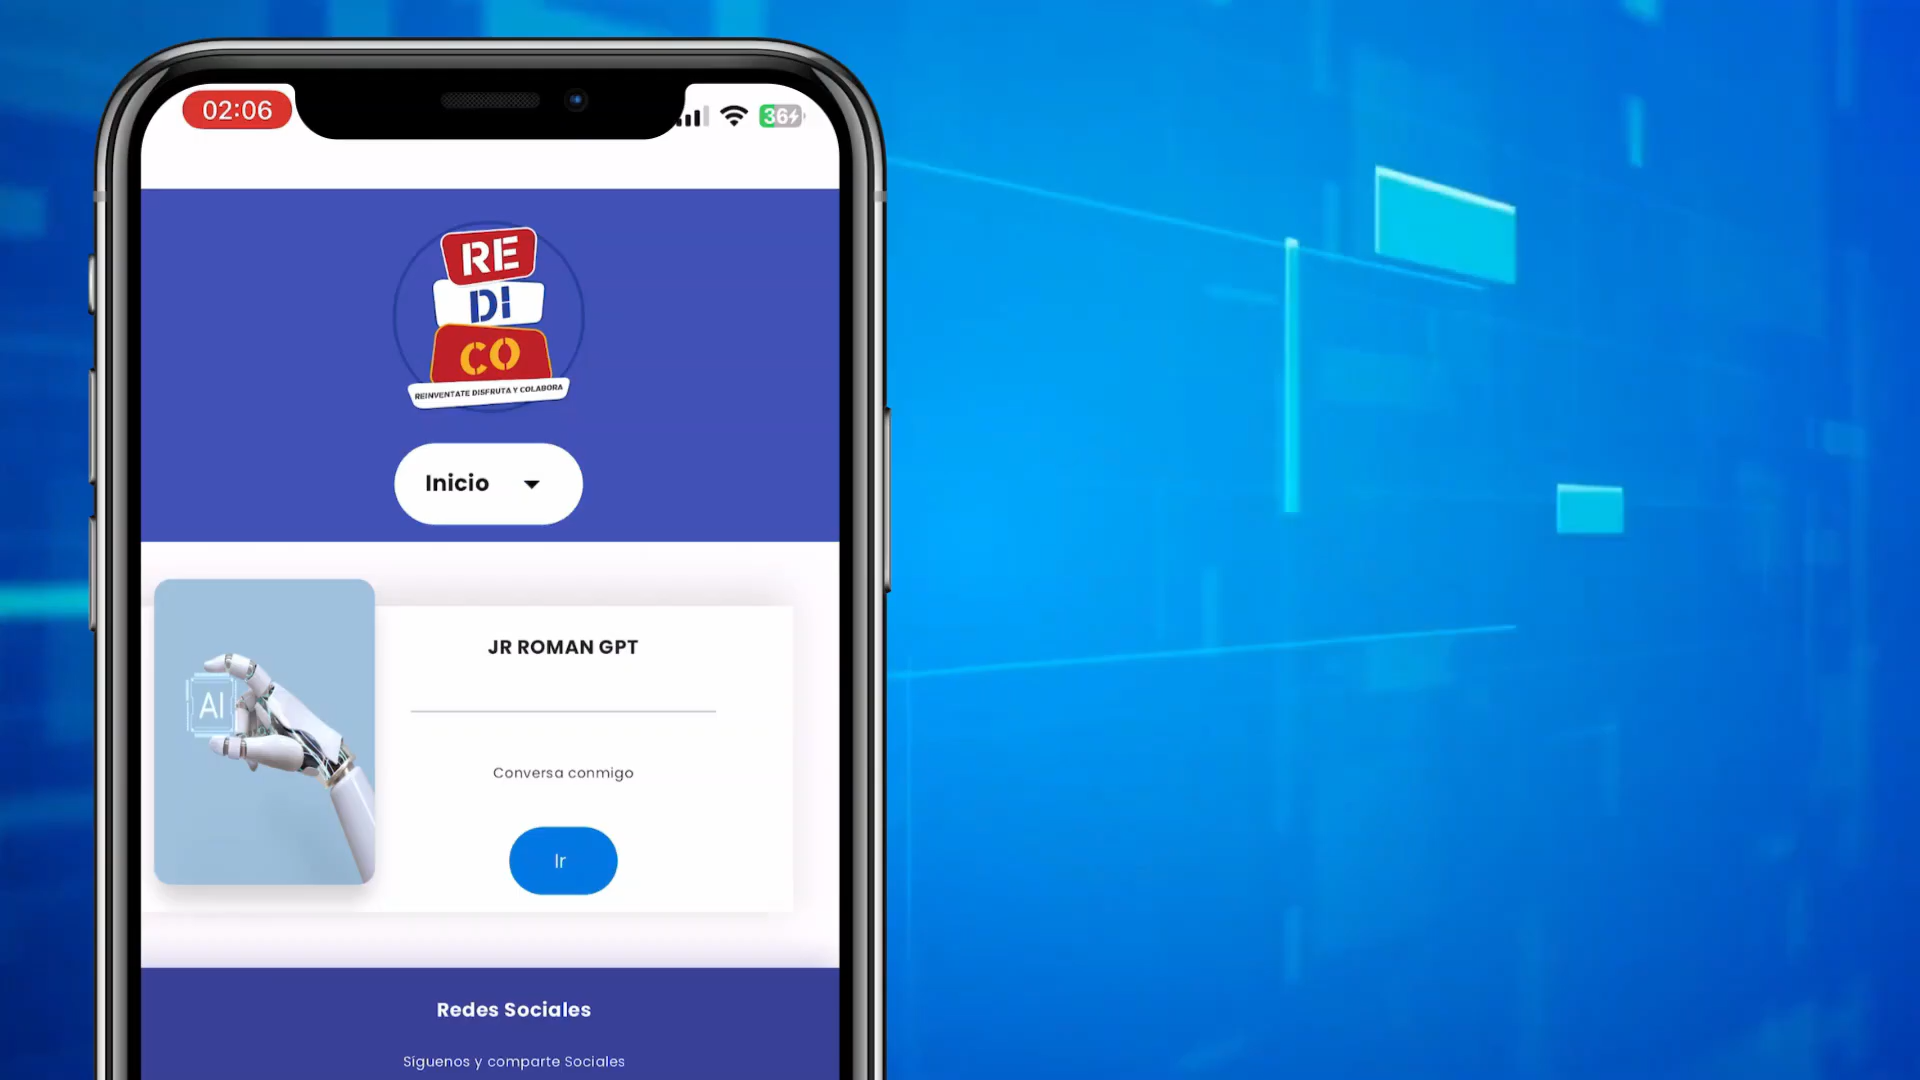 02:06
36
RE
DI
CO
REINVENTATE DISFRUTA Y COLABORA
Inicio
AI
JR ROMAN GPT
Conversa conmigo
Ir
Redes Sociales
Síguenos y comparte Sociales